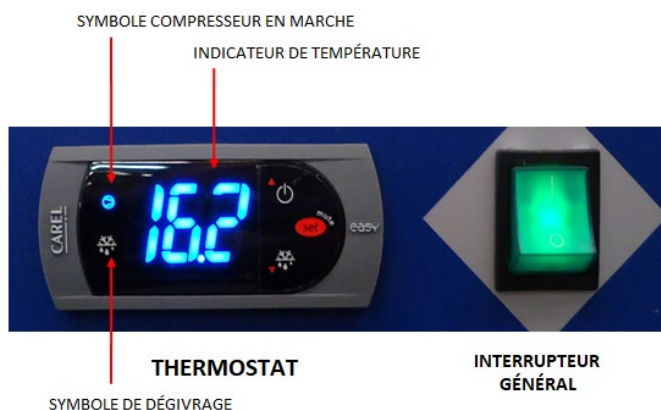 SYMBOLE COMPRESSEUR EN MARCHE
INDICATEUR DE TEMPÉRATURE
CAREL
16.2
mute
set
easy
THERMOSTAT
INTERRUPTEUR
GÉNÉRAL
SYMBOLE DE DÉGIVRAGE